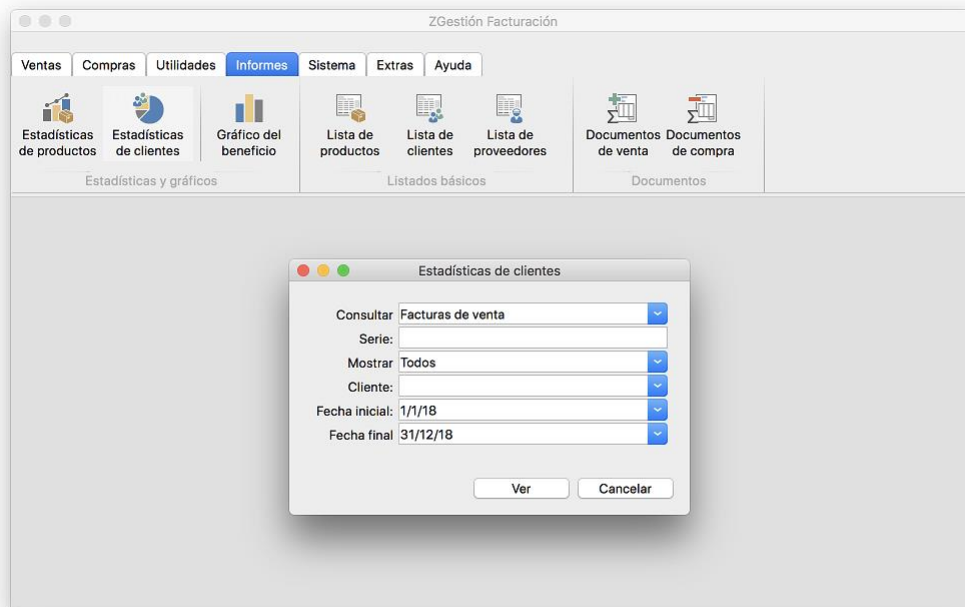 ZGestión Facturación
Ventas Compras Utilidades Informes Sistema Extras Ayuda
Estadísticas de productos
Estadísticas de clientes
Gráfico del beneficio
Lista de productos
Lista de clientes
Lista de proveedores
Documentos de venta
Documentos de compra
Estadísticas y gráficos
Listados básicos
Documentos
Estadísticas de clientes
Consultar Facturas de venta
Serie:
Mostrar Todos
Cliente:
Fecha inicial: 1/1/18
Fecha final 31/12/18
Ver Cancelar